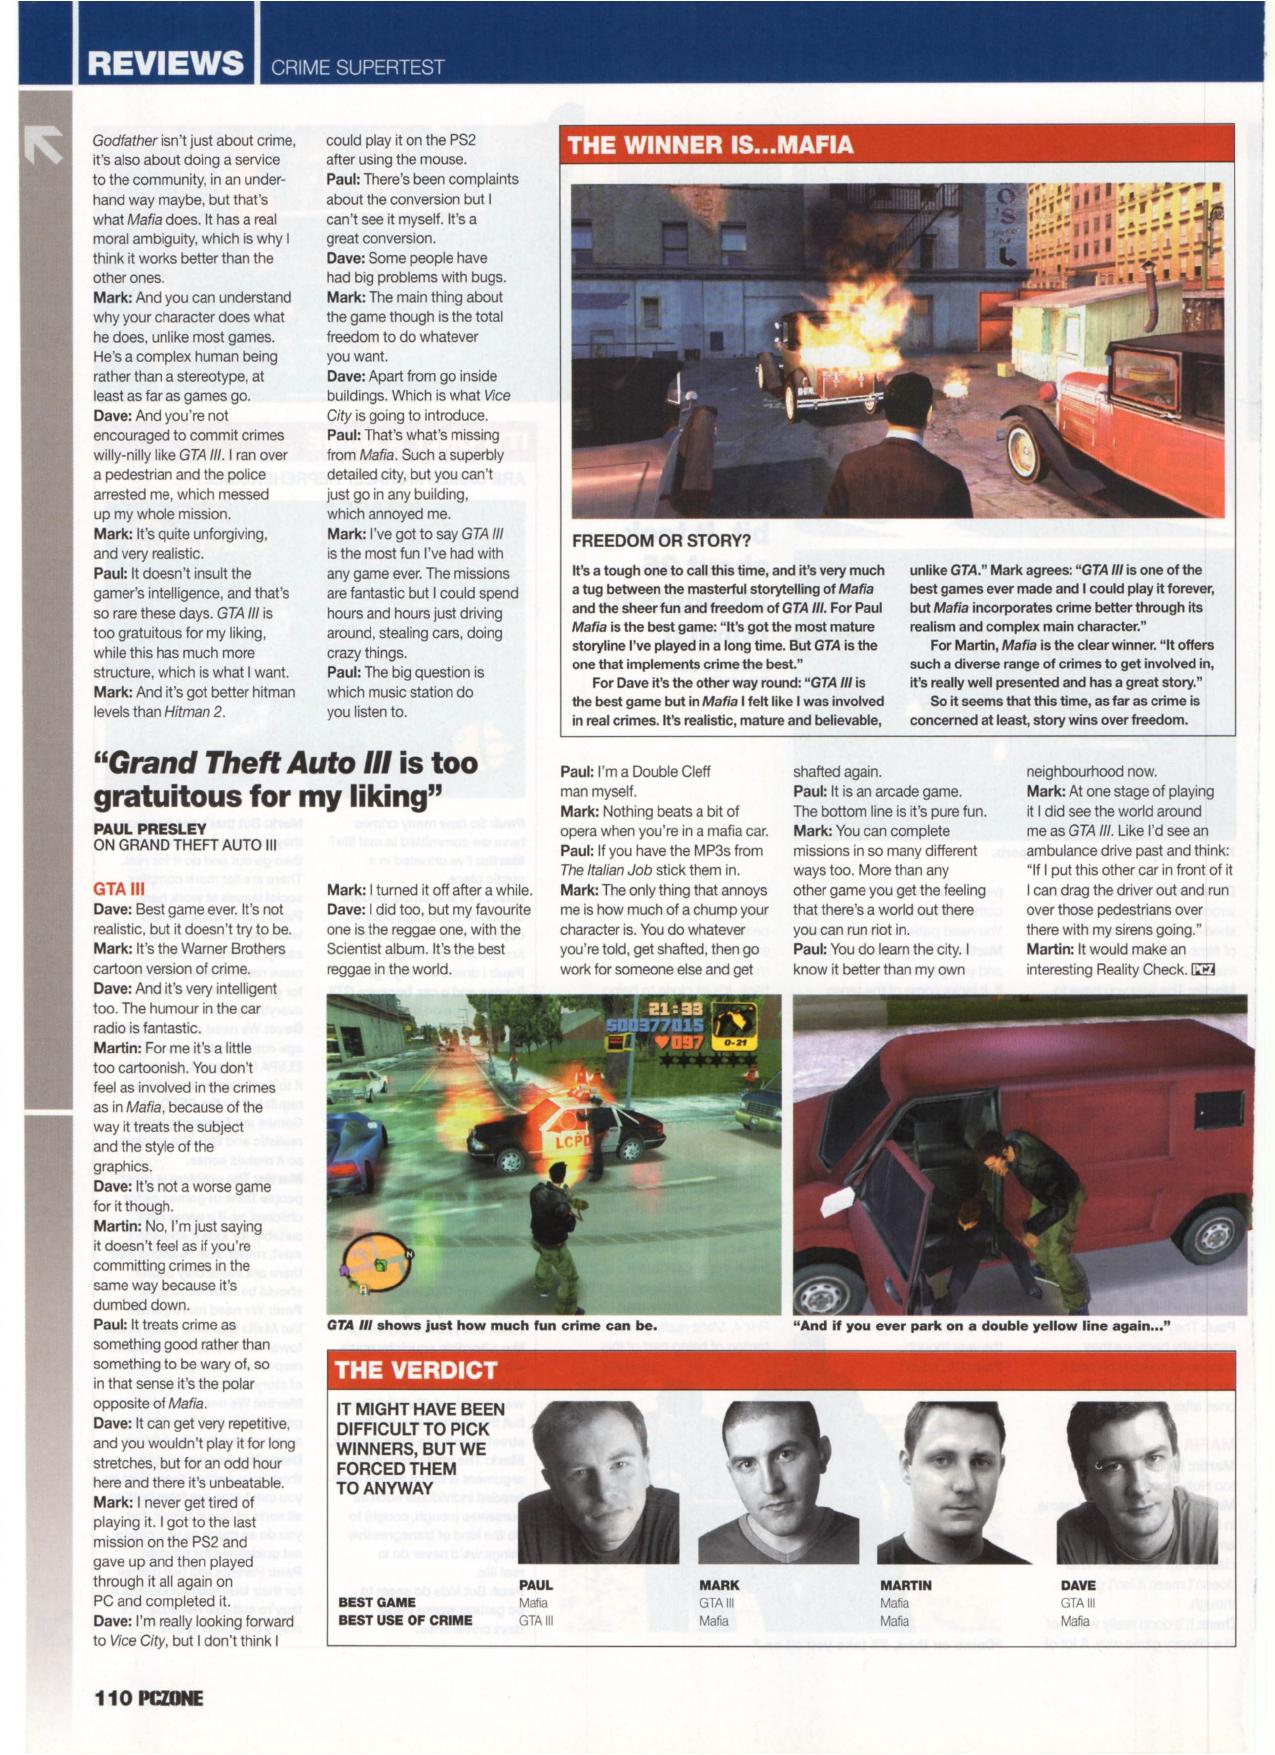 REVIEWS
CRIME SUPERTEST
Godfather isn't just about crime,
it's also about doing a service
to the community, in an under-
hand way maybe, but that's
what Mafia does. It has a real
moral ambiguity, which is why I
think it works better than the
other ones.
Mark: And you can understand
why your character does what
he does, unlike most games.
He's a complex human being
rather than a stereotype, at
least as far as games go.
Dave: And you're not
encouraged to commit crimes
willy-nilly like GTA III. I ran over
a pedestrian and the police
arrested me, which messed
up my whole mission.
Mark: It's quite unforgiving,
and very realistic.
Paul: It doesn't insult the
gamer's intelligence, and that's
so rare these days. GTA III is
too gratuitous for my liking,
while this has much more
structure, which is what I want.
Mark: And it's got better hitman
levels than Hitman 2.
could play it on the PS2
after using the mouse.
Paul: There's been complaints
about the conversion but I
can't see it myself. It's a
great conversion.
Dave: Some people have
had big problems with bugs.
Mark: The main thing about
the game though is the total
freedom to do whatever
you want.
Dave: Apart from go inside
buildings. Which is what Vice
City is going to introduce.
Paul: That's what's missing
from Mafia. Such a superbly
detailed city, but you can't
just go in any building,
which annoyed me.
Mark: I've got to say GTA III
is the most fun I've had with
any game ever. The missions
are fantastic but I could spend
hours and hours just driving
around, stealing cars, doing
crazy things.
Paul: The big question is
which music station do
you listen to.
THE WINNER IS...MAFIA
FREEDOM OR STORY?
It's a tough one to call this time, and it's very much
a tug between the masterful storytelling of Mafia
and the sheer fun and freedom of GTA III. For Paul
Mafia is the best game: "It's got the most mature
storyline I've played in a long time. But GTA is the
one that implements crime the best."
For Dave it's the other way round: "GTA III is
the best game but in Mafia I felt like I was involved
in real crimes. It's realistic, mature and believable,
unlike GTA." Mark agrees: "GTA III is one of the
best games ever made and I could play it forever,
but Mafia incorporates crime better through its
realism and complex main character."
For Martin, Mafia is the clear winner. "It offers
such a diverse range of crimes to get involved in,
it's really well presented and has a great story."
So it seems that this time, as far as crime is
concerned at least, story wins over freedom.
"Grand Theft Auto III is too
gratuitous for my liking"
PAUL PRESLEY
ON GRAND THEFT AUTO III
GTA III
Dave: Best game ever. It's not
realistic, but it doesn't try to be.
Mark: It's the Warner Brothers
cartoon version of crime.
Dave: And it's very intelligent
too. The humour in the car
radio is fantastic.
Martin: For me it's a little
too cartoonish. You don't
feel as involved in the crimes
as in Mafia, because of the
way it treats the subject
and the style of the
graphics.
Dave: It's not a worse game
for it though.
Martin: No, I'm just saying
it doesn't feel as if you're
committing crimes in the
same way because it's
dumbed down.
Paul: It treats crime as
something good rather than
something to be wary of, so
in that sense it's the polar
opposite of Mafia.
Dave: It can get very repetitive,
and you wouldn't play it for long
stretches, but for an odd hour
here and there it's unbeatable.
Mark: I never get tired of
playing it. I got to the last
mission on the PS2 and
gave up and then played
through it all again on
PC and completed it.
Dave: I'm really looking forward
to Vice City, but I don't think I
Mark: I turned it off after a while.
Dave: I did too, but my favourite
one is the reggae one, with the
Scientist album. It's the best
reggae in the world.
Paul: I'm a Double Cleff
man myself.
Mark: Nothing beats a bit of
opera when you're in a mafia car.
Paul: If you have the MP3s from
The Italian Job stick them in.
Mark: The only thing that annoys
me is how much of a chump your
character is. You do whatever
you're told, get shafted, then go
work for someone else and get
shafted again.
Paul: It is an arcade game.
The bottom line is it's pure fun.
Mark: You can complete
missions in so many different
ways too. More than any
other game you get the feeling
that there's a world out there
you can run riot in.
Paul: You do learn the city. I
know it better than my own
neighbourhood now.
Mark: At one stage of playing
it I did see the world around
me as GTA III. Like I'd see an
ambulance drive past and think:
"If I put this other car in front of it
I can drag the driver out and run
over those pedestrians over
there with my sirens going."
Martin: It would make an
interesting Reality Check. PCZ
21:33
500377015
097
0-21
LCPD
N
GTA III shows just how much fun crime can be.
"And if you ever park on a double yellow line again..."
THE VERDICT
IT MIGHT HAVE BEEN
DIFFICULT TO PICK
WINNERS, BUT WE
FORCED THEM
TO ANYWAY
PAUL MARK MARTIN DAVE
BEST GAME Mafia GTA III Mafia GTA III
BEST USE OF CRIME GTA III Mafia Mafia Mafia
110 PCZONE